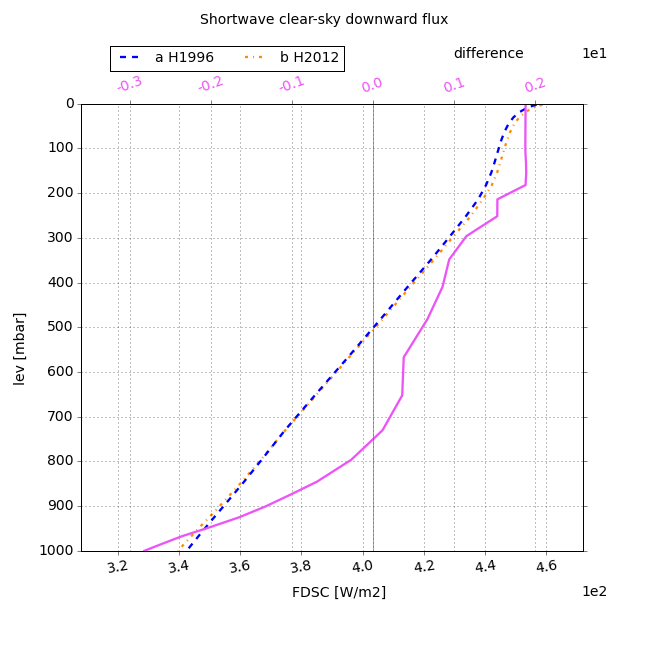 Shortwave clear-sky downward flux
a H1996 b H2012
difference 1e1
-0.3 -0.2 -0.1 0.0 0.1 0.2
0
100
200
300
400
500
600
700
800
900
1000
lev [mbar]
3.2 3.4 3.6 3.8 4.0 4.2 4.4 4.6
FDSC [W/m2] 1e2